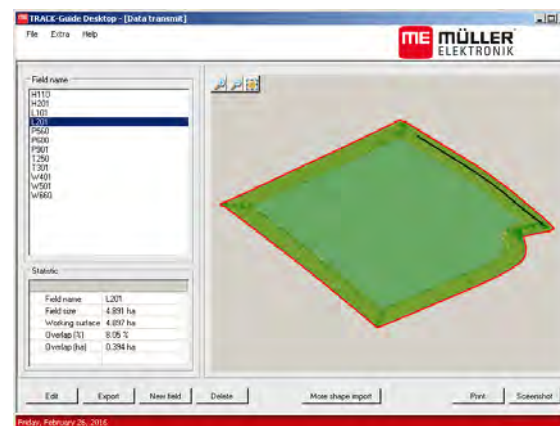 TRACK-Guide Desktop - [Data transmit]
File Extra Help
ME MÜLLER
ELEKTRONIK
Field name
H110
H201
L101
L201
P560
P600
P901
T250
T301
W401
W501
W660
Statistic
Field name L201
Field size 4.891 ha
Working surface 4.897 ha
Overlap (%) 8.05 %
Overlap (ha) 0.394 ha
Edit Export New field Delete More shape import Print Sceenshot
Friday, February 26, 2016